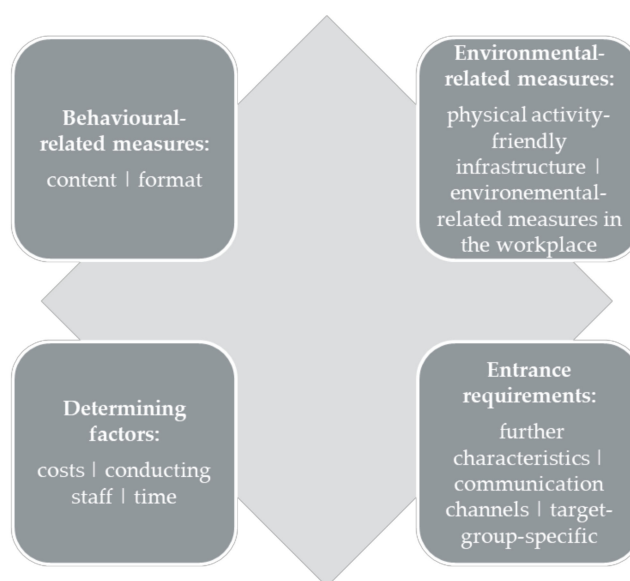 Behavioural-
related measures:
content | format
Environmental-
related measures:
physical activity-
friendly
infrastructure |
environemental-
related measures in
the workplace
Determining
factors:
costs | conducting
staff | time
Entrance
requirements:
further
characteristics |
communication
channels | target-
group-specific